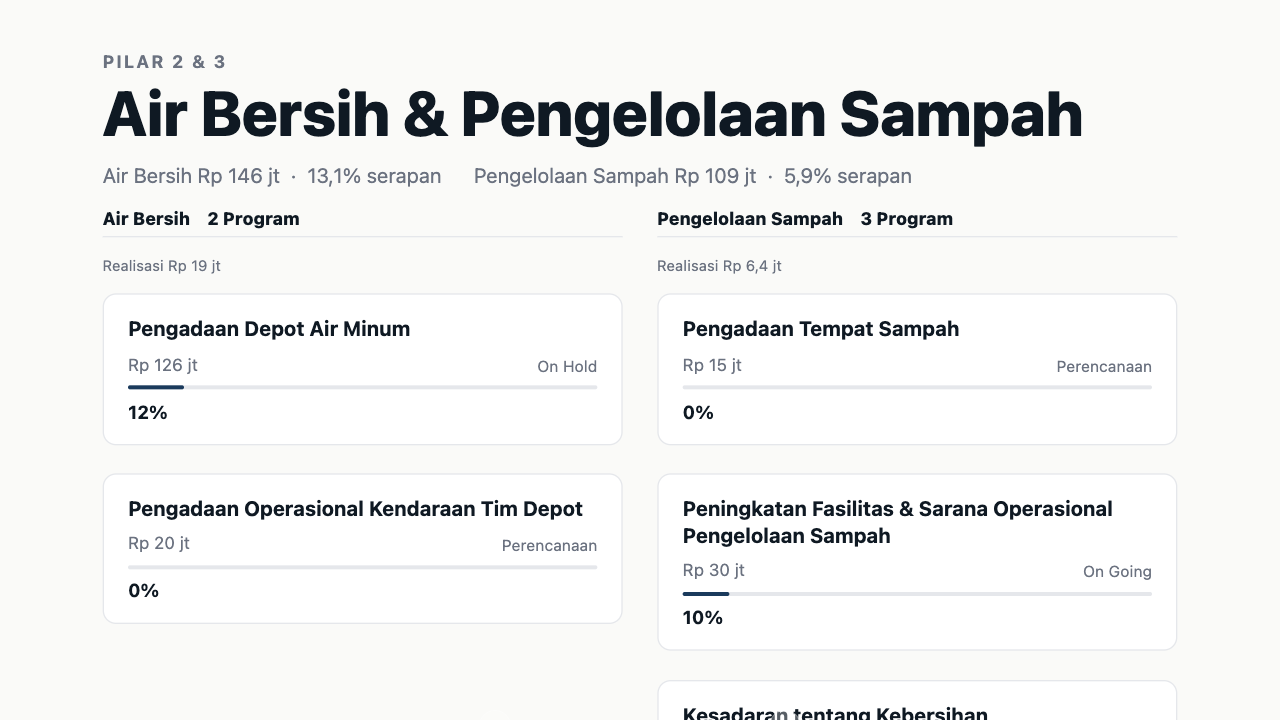 PILAR 2 & 3
Air Bersih & Pengelolaan Sampah
Air Bersih Rp 146 jt · 13,1% serapan Pengelolaan Sampah Rp 109 jt · 5,9% serapan
Air Bersih 2 Program
Realisasi Rp 19 jt
Pengadaan Depot Air Minum
Rp 126 jt On Hold
12%
Pengadaan Operasional Kendaraan Tim Depot
Rp 20 jt Perencanaan
0%
Pengelolaan Sampah 3 Program
Realisasi Rp 6,4 jt
Pengadaan Tempat Sampah
Rp 15 jt Perencanaan
0%
Peningkatan Fasilitas & Sarana Operasional
Pengelolaan Sampah
Rp 30 jt On Going
10%
Kesadaran tentang Kebersihan